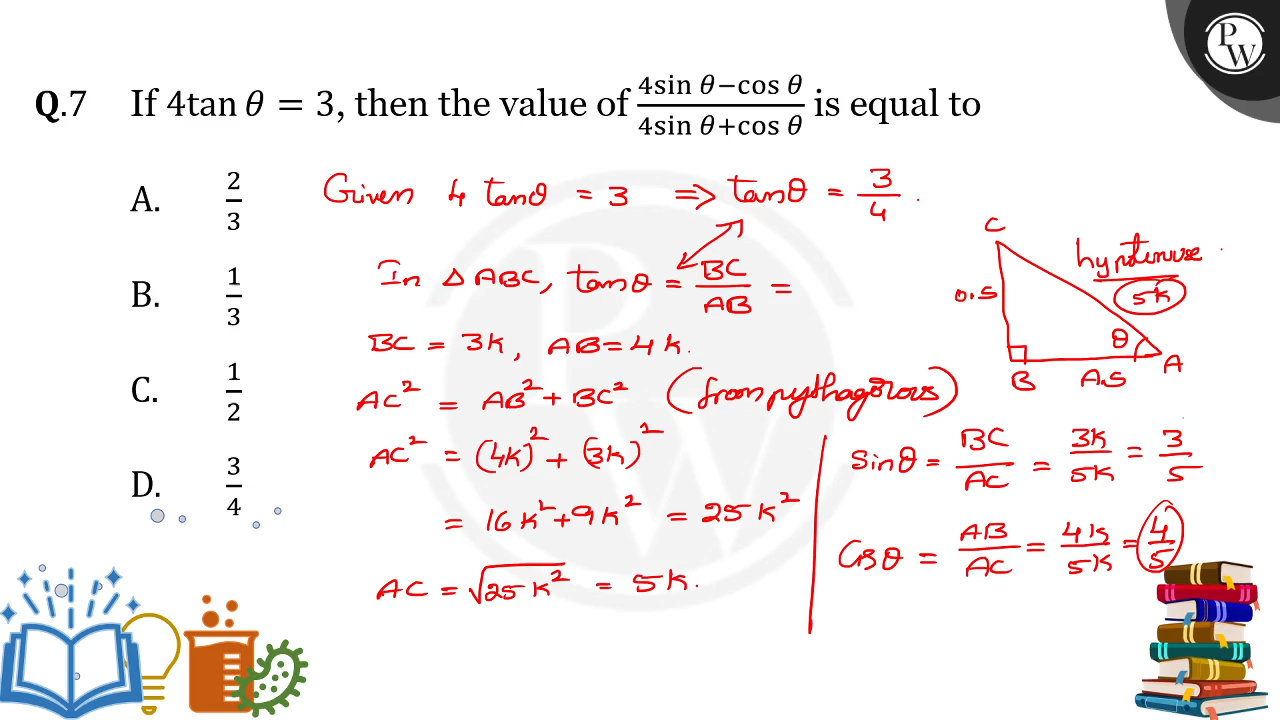 PW
Q.7 If 4tan θ = 3, then the value of (4sin θ−cos θ)/(4sin θ+cos θ) is equal to
A. 2/3
B. 1/3
C. 1/2
D. 3/4
Given 4 tanθ = 3 ⇒ tanθ = 3/4 .
In Δ ABC, tanθ = BC/AB =
BC = 3k, AB = 4k.
AC² = AB² + BC² (from pythagorous)
AC² = (4k)² + (3k)²
= 16k² + 9k² = 25k²
AC = √25k² = 5k.
C
hypotenuse
5k
o.s
θ
A
B
A.S
sinθ = BC/AC = 3k/5k = 3/5
Cosθ = AB/AC = 4k/5k = 4/5